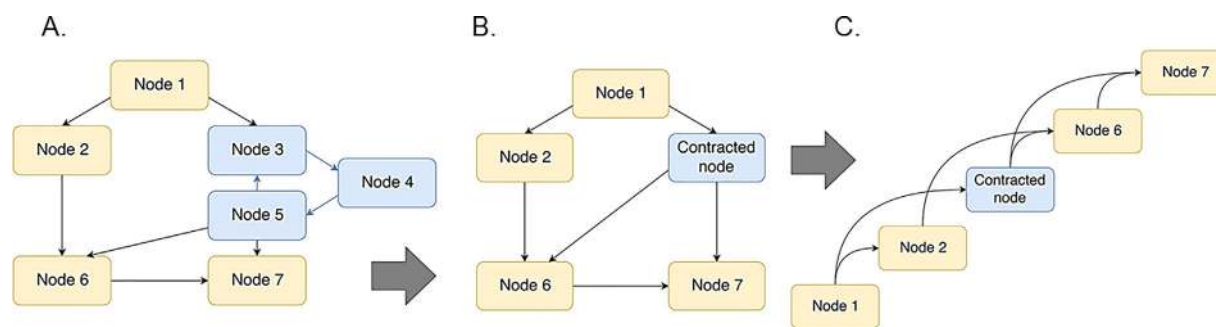 A.
Node 1
Node 2
Node 3
Node 4
Node 5
Node 6
Node 7
B.
Node 1
Node 2
Contracted
node
Node 6
Node 7
C.
Node 7
Node 6
Contracted
node
Node 2
Node 1